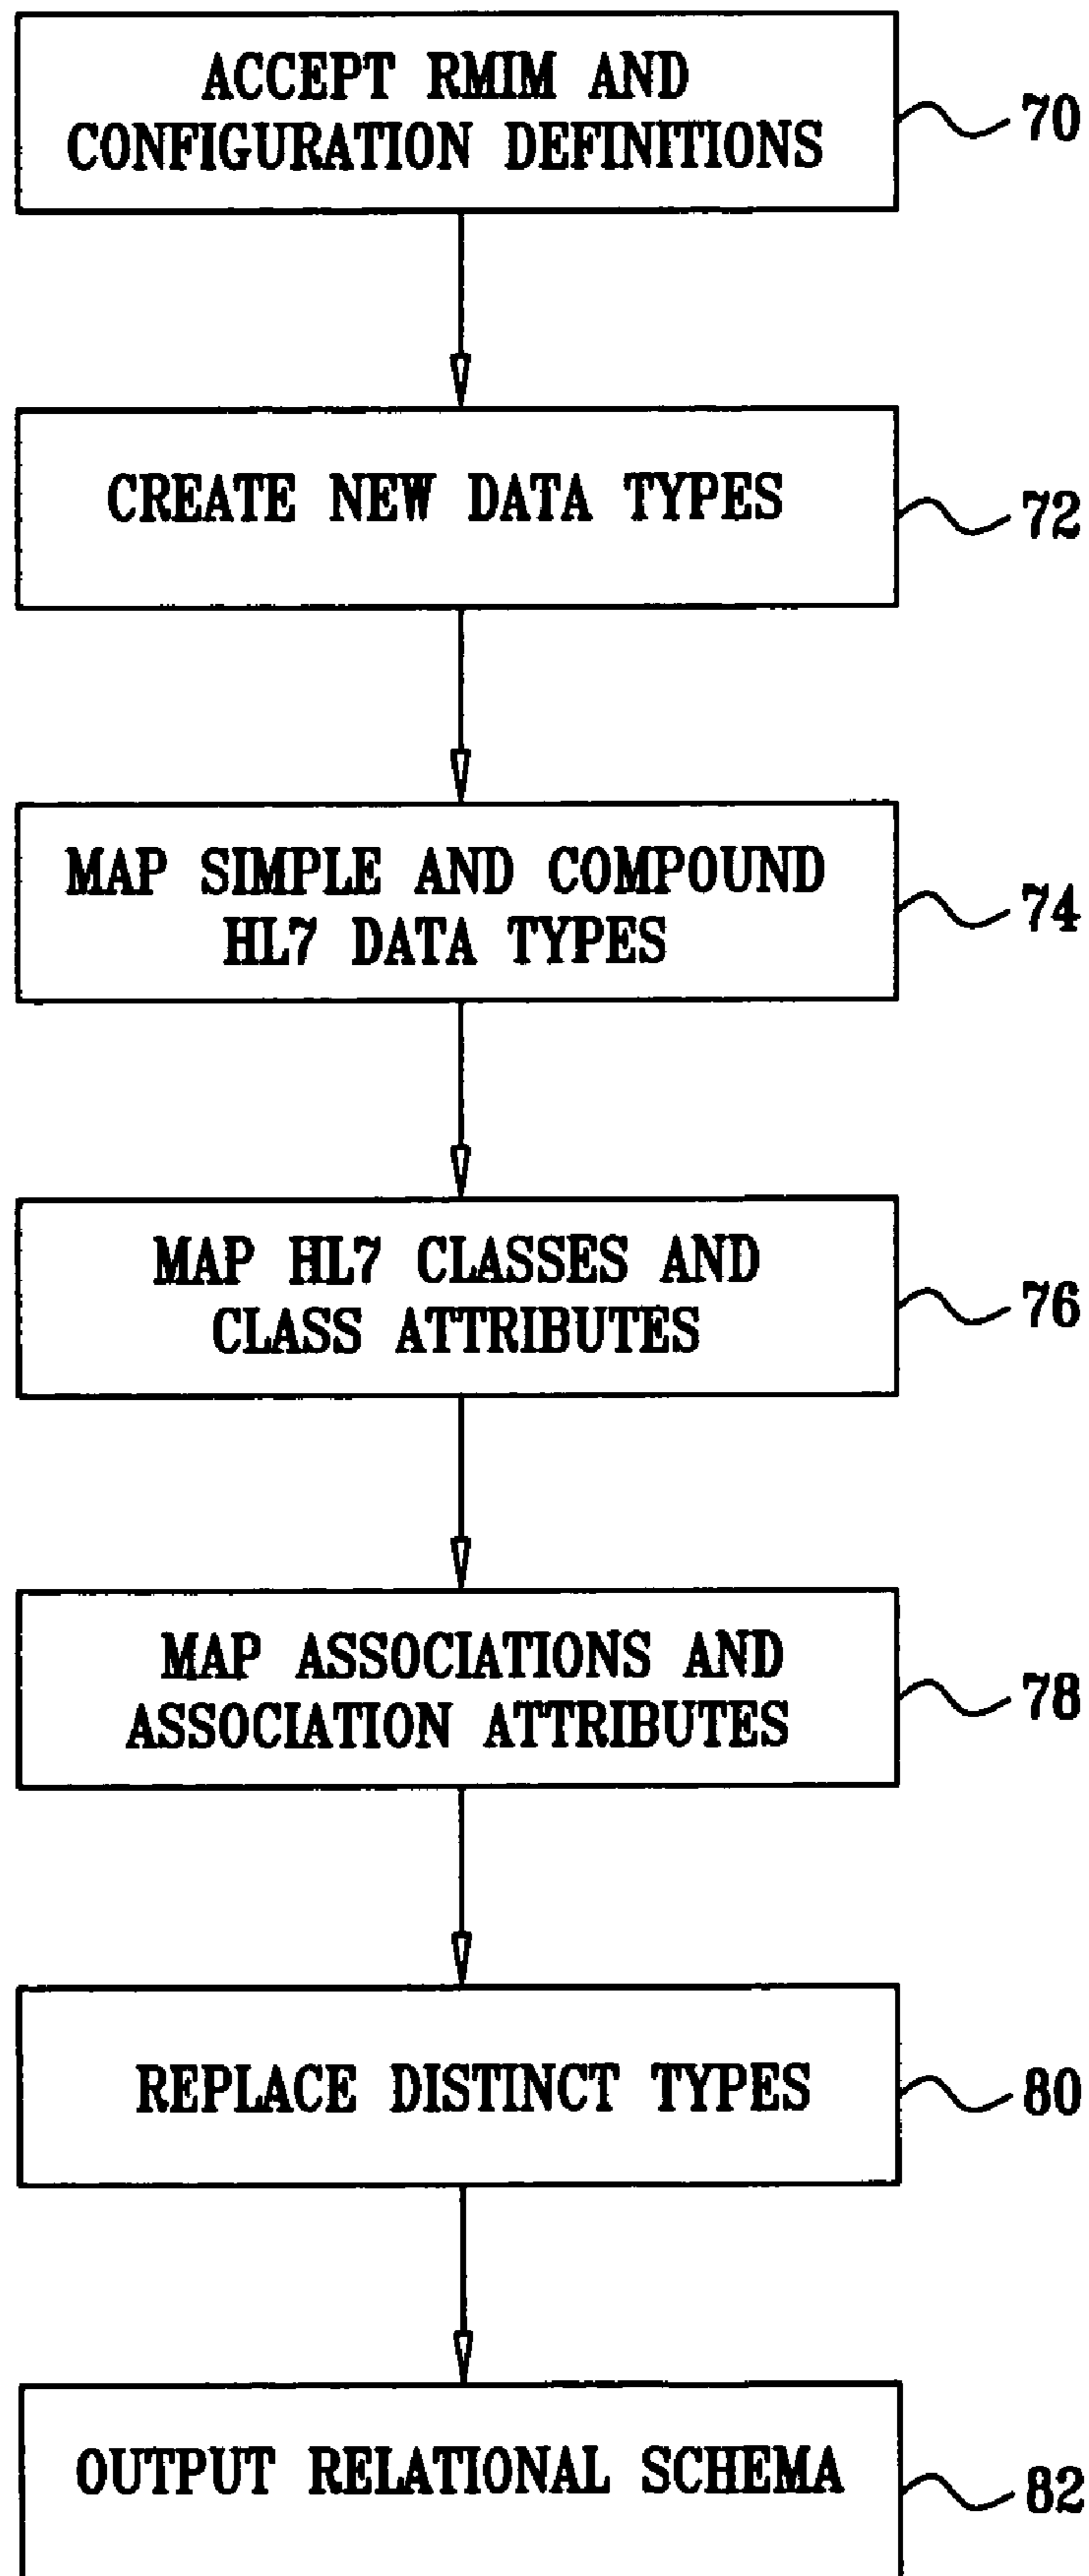 ACCEPT RMIM AND
CONFIGURATION DEFINITIONS
70
CREATE NEW DATA TYPES
72
MAP SIMPLE AND COMPOUND
HL7 DATA TYPES
74
MAP HL7 CLASSES AND
CLASS ATTRIBUTES
76
MAP ASSOCIATIONS AND
ASSOCIATION ATTRIBUTES
78
REPLACE DISTINCT TYPES
80
OUTPUT RELATIONAL SCHEMA
82